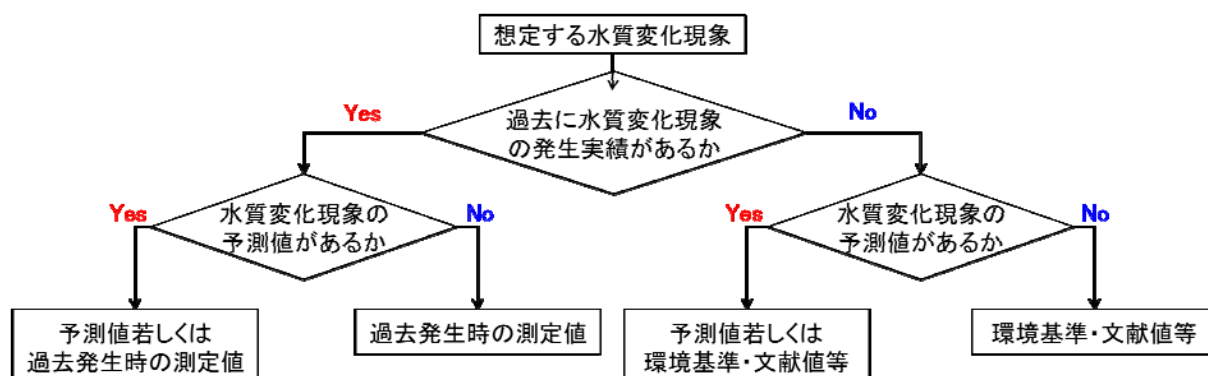 想定する水質変化現象
Yes
過去に水質変化現象
の発生実績があるか
No
Yes
水質変化現象の
予測値があるか
No
Yes
水質変化現象の
予測値があるか
No
予測値若しくは
過去発生時の測定値
過去発生時の測定値
予測値若しくは
環境基準・文献値等
環境基準・文献値等